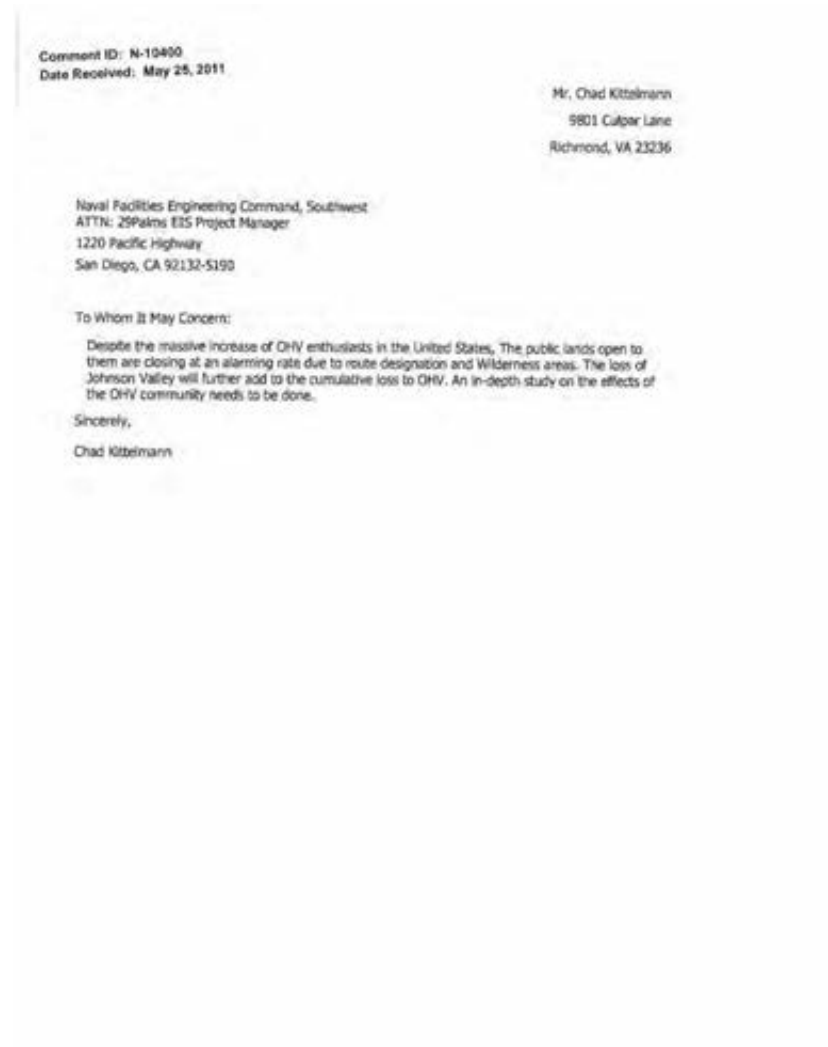 Comment ID: N-10400
Date Received: May 25, 2011
Mr. Chad Kittelmann
9801 Culpar Lane
Richmond, VA 23236
Naval Facilities Engineering Command, Southwest
ATTN: 29Palms EIS Project Manager
1220 Pacific Highway
San Diego, CA 92132-5190
To Whom It May Concern:
Despite the massive increase of OHV enthusiasts in the United States, The public lands open to
them are closing at an alarming rate due to route designation and Wilderness areas. The loss of
Johnson Valley will further add to the cumulative loss to OHV. An in-depth study on the effects of
the OHV community needs to be done.
Sincerely,
Chad Kittelmann